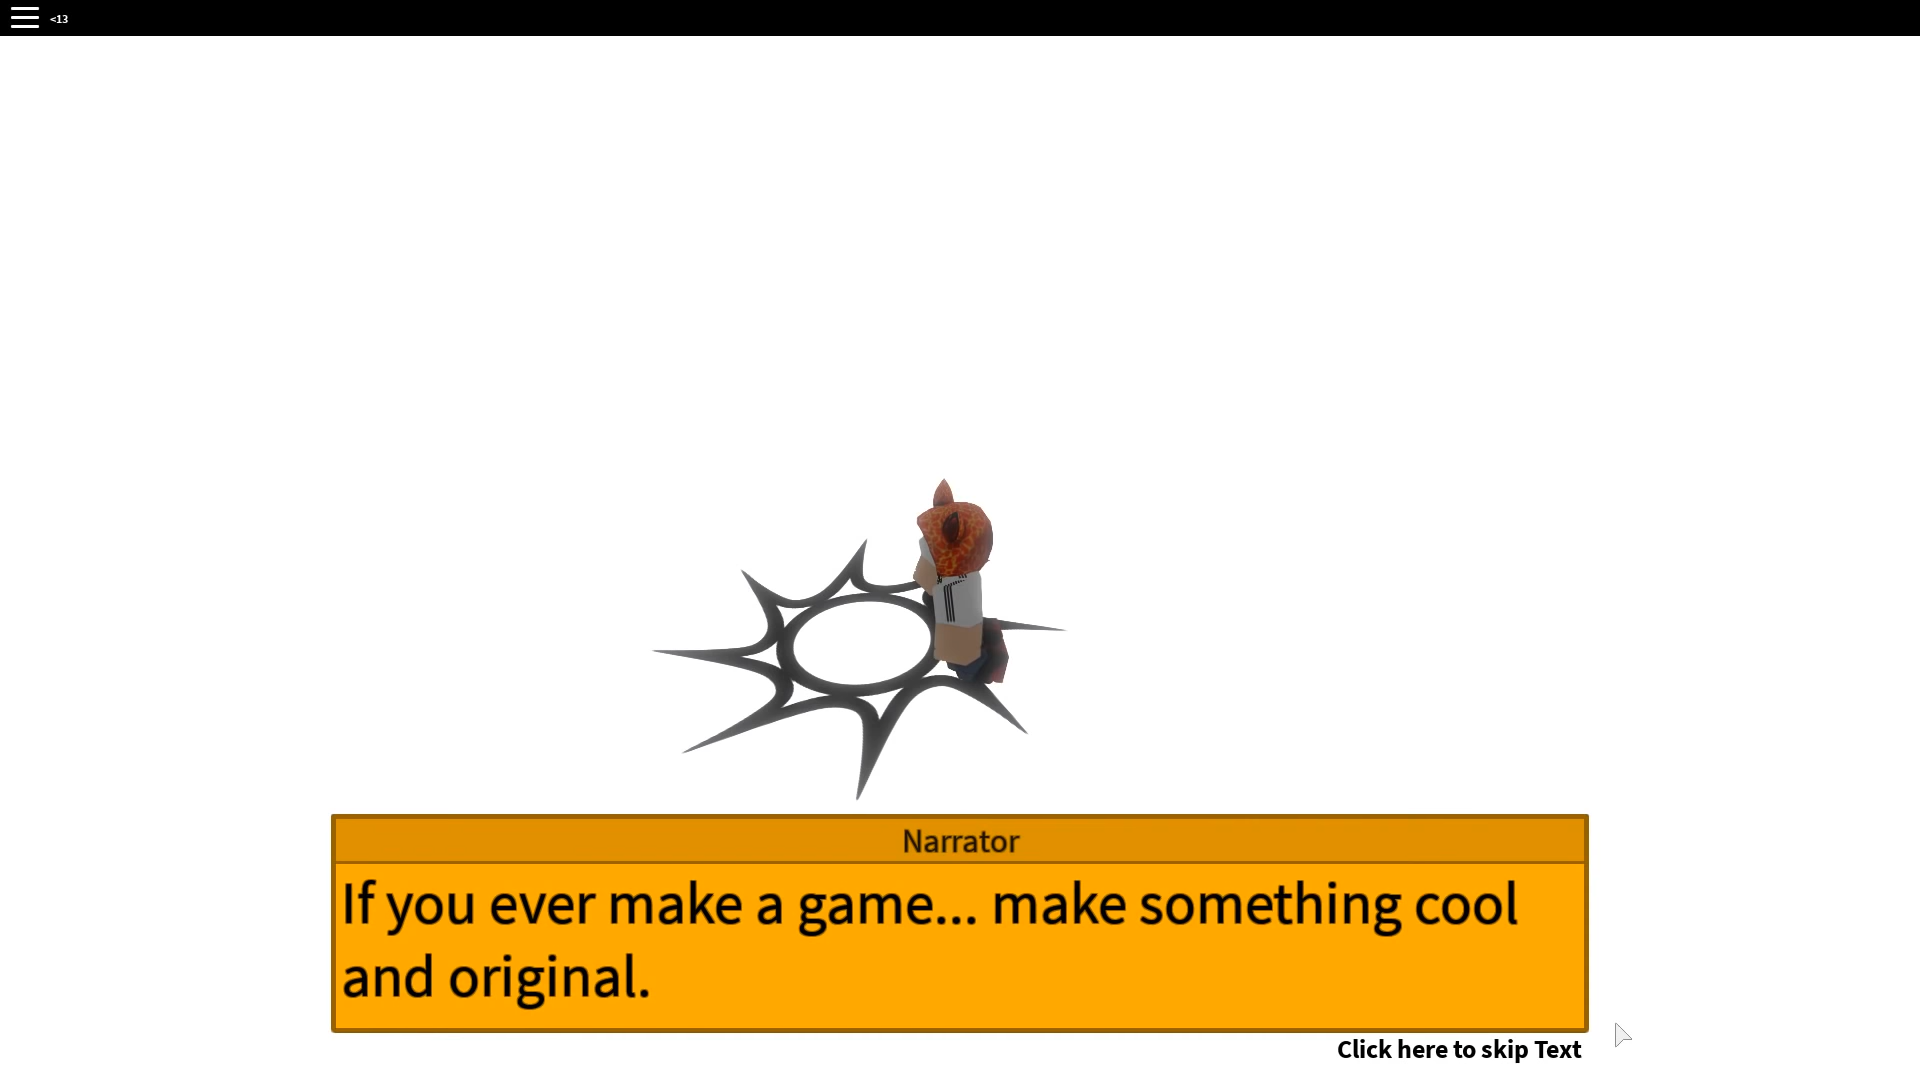 <13
Narrator
If you ever make a game... make something cool
and original.
Click here to skip Text